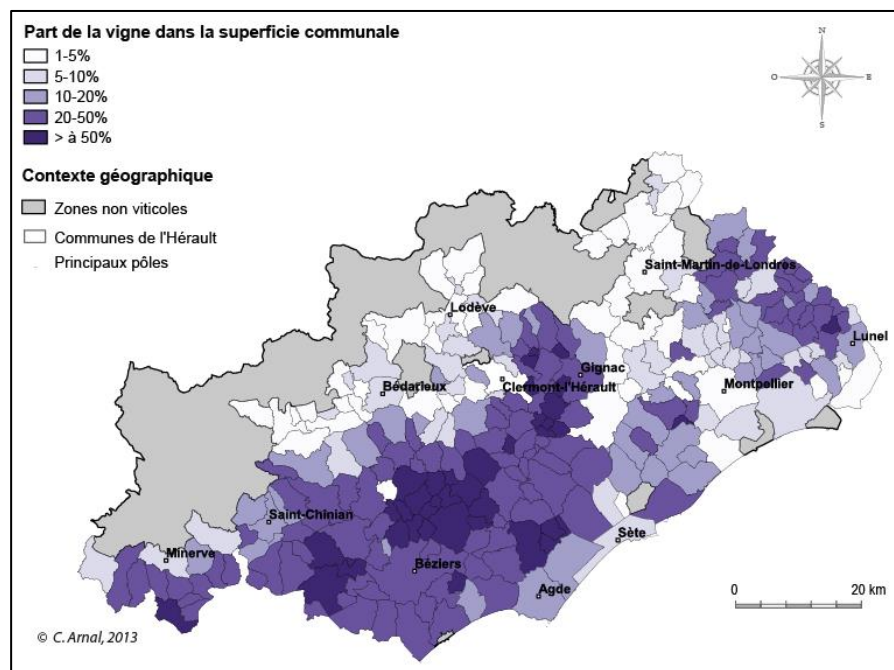 Part de la vigne dans la superficie communale
1-5%
5-10%
10-20%
20-50%
> à 50%
Contexte géographique
Zones non viticoles
Communes de l'Hérault
Principaux pôles
N
O
E
S
Saint-Martin-de-Londres
Lodève
Lunel
Gignac
Bédarieux
Clermont-l'Hérault
Montpellier
Saint-Chinian
Sète
Minerve
Béziers
Agde
0 20 km
© C. Arnal, 2013